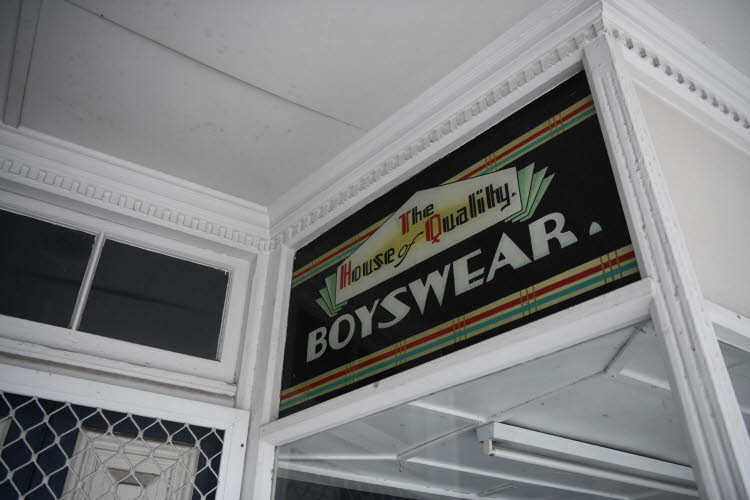 The
House of Quality.
BOYSWEAR.